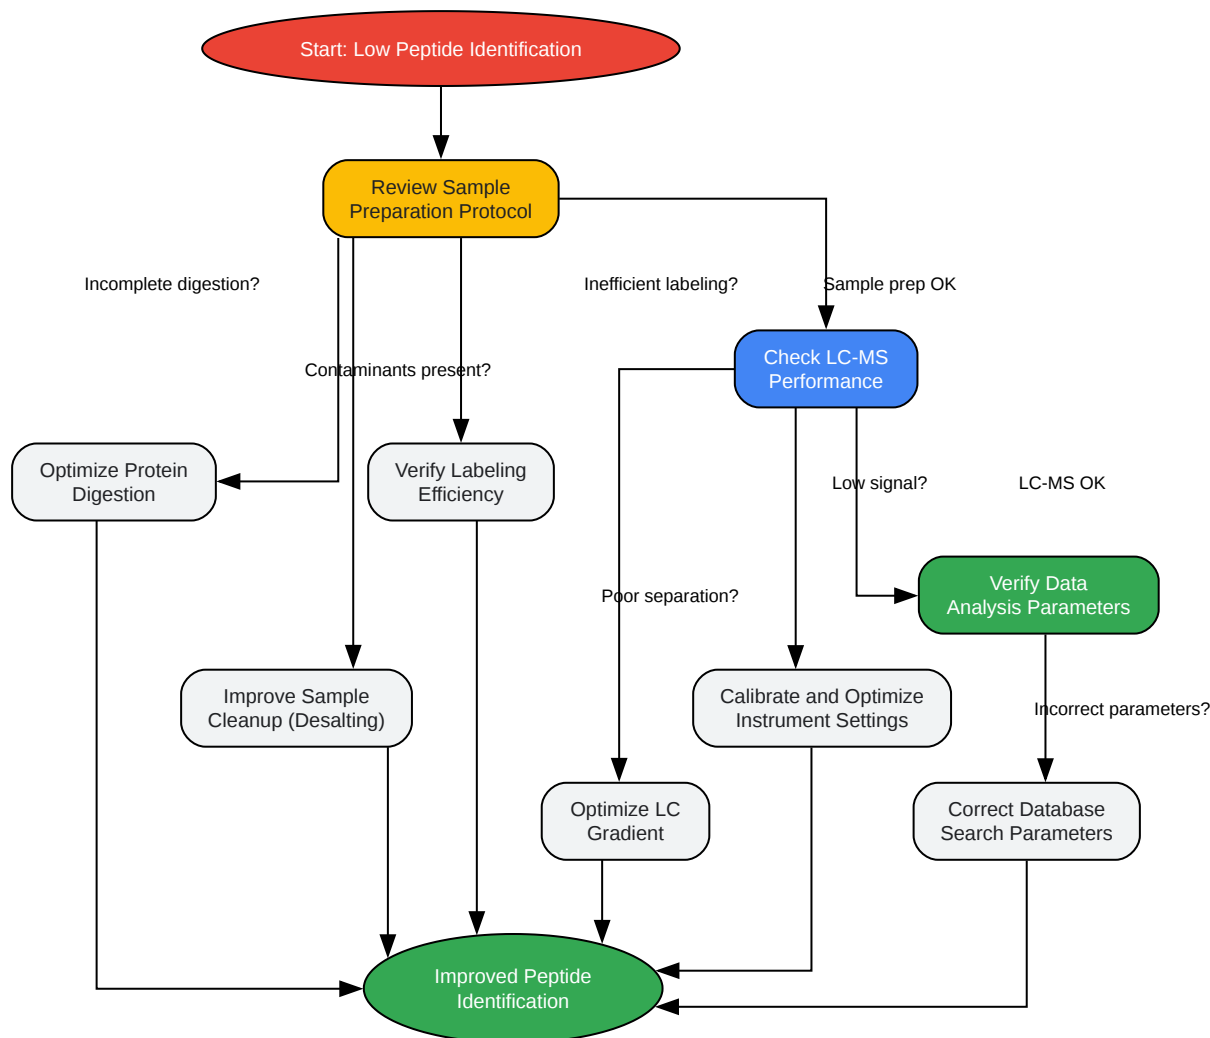 Start: Low Peptide Identification
Review Sample
Preparation Protocol
Incomplete digestion?
Inefficient labeling?
Sample prep OK
Contaminants present?
Check LC-MS
Performance
Optimize Protein
Digestion
Verify Labeling
Efficiency
Low signal?
LC-MS OK
Poor separation?
Verify Data
Analysis Parameters
Improve Sample
Cleanup (Desalting)
Calibrate and Optimize
Instrument Settings
Incorrect parameters?
Optimize LC
Gradient
Correct Database
Search Parameters
Improved Peptide
Identification